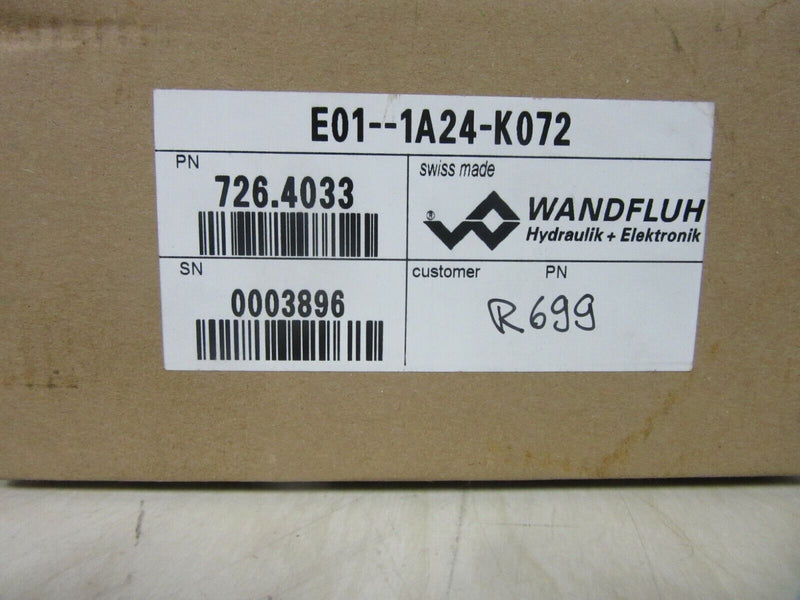 E01--1A24-K072
PN
726.4033
swiss made
® WANDFLUH
Hydraulik + Elektronik
SN
0003896
customer PN
R699